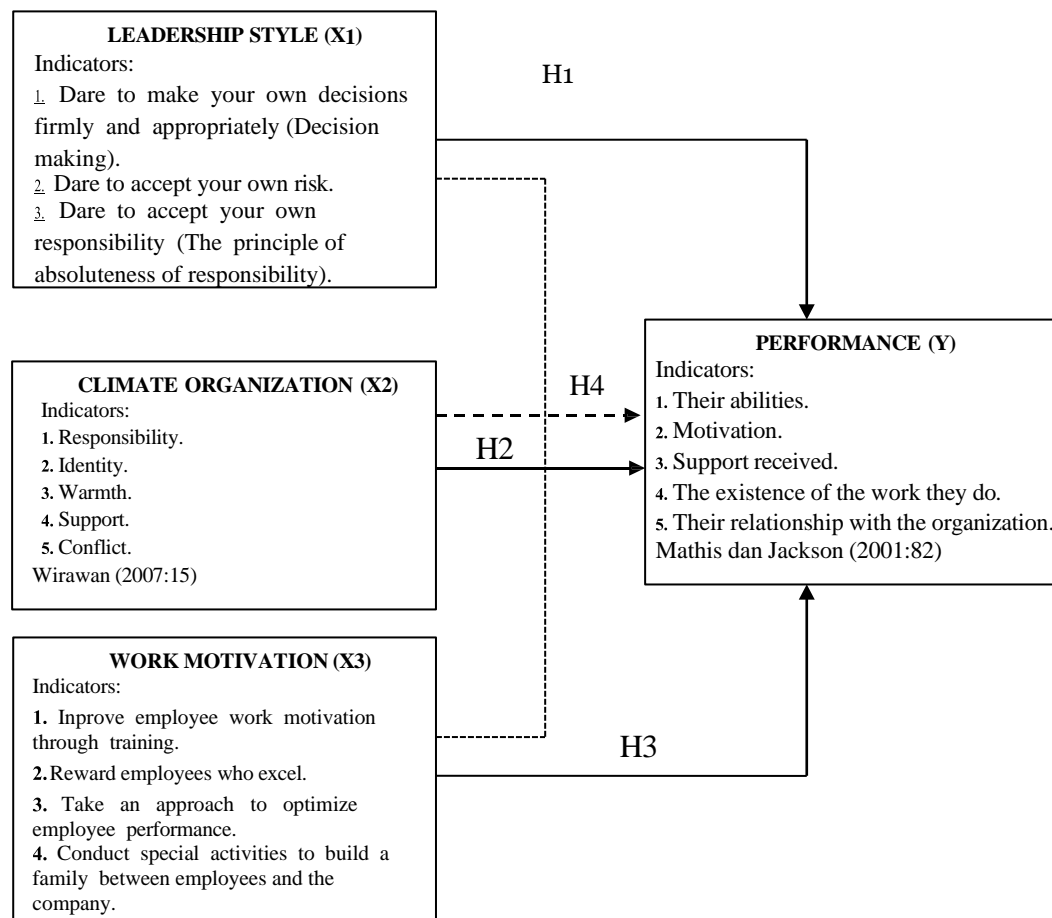 LEADERSHIP STYLE (X1)
Indicators:
1. Dare to make your own decisions
firmly and appropriately (Decision
making).
2. Dare to accept your own risk.
3. Dare to accept your own
responsibility (The principle of
absoluteness of responsibility).
H1
CLIMATE ORGANIZATION (X2)
Indicators:
1. Responsibility.
2. Identity.
3. Warmth.
4. Support.
5. Conflict.
Wirawan (2007:15)
H4
H2
PERFORMANCE (Y)
Indicators:
1. Their abilities.
2. Motivation.
3. Support received.
4. The existence of the work they do.
5. Their relationship with the organization.
Mathis dan Jackson (2001:82)
WORK MOTIVATION (X3)
Indicators:
1. Inprove employee work motivation
through training.
2. Reward employees who excel.
3. Take an approach to optimize
employee performance.
4. Conduct special activities to build a
family between employees and the
company.
H3